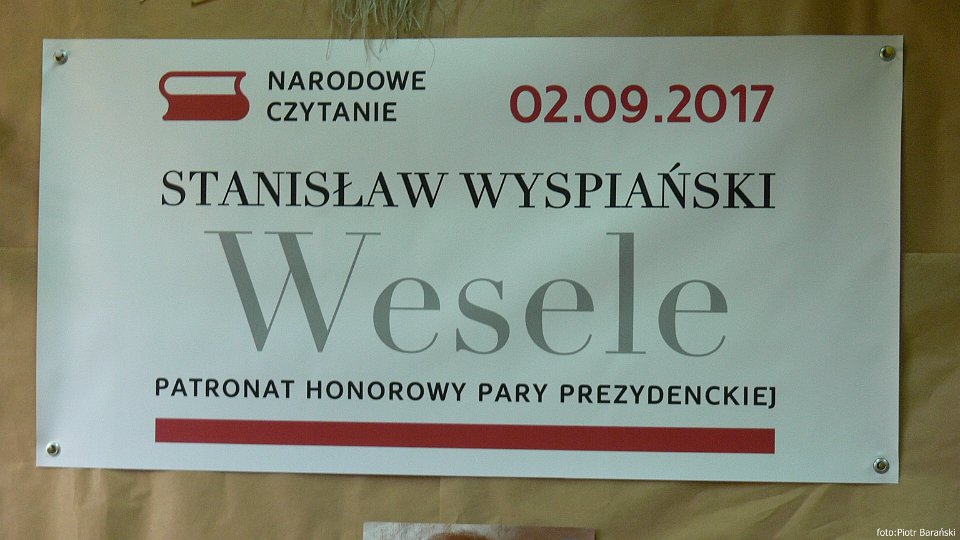 NARODOWE
CZYTANIE
02.09.2017
STANISŁAW WYSPIAŃSKI
Wesele
PATRONAT HONOROWY PARY PREZYDENCKIEJ
foto:Piotr Barański